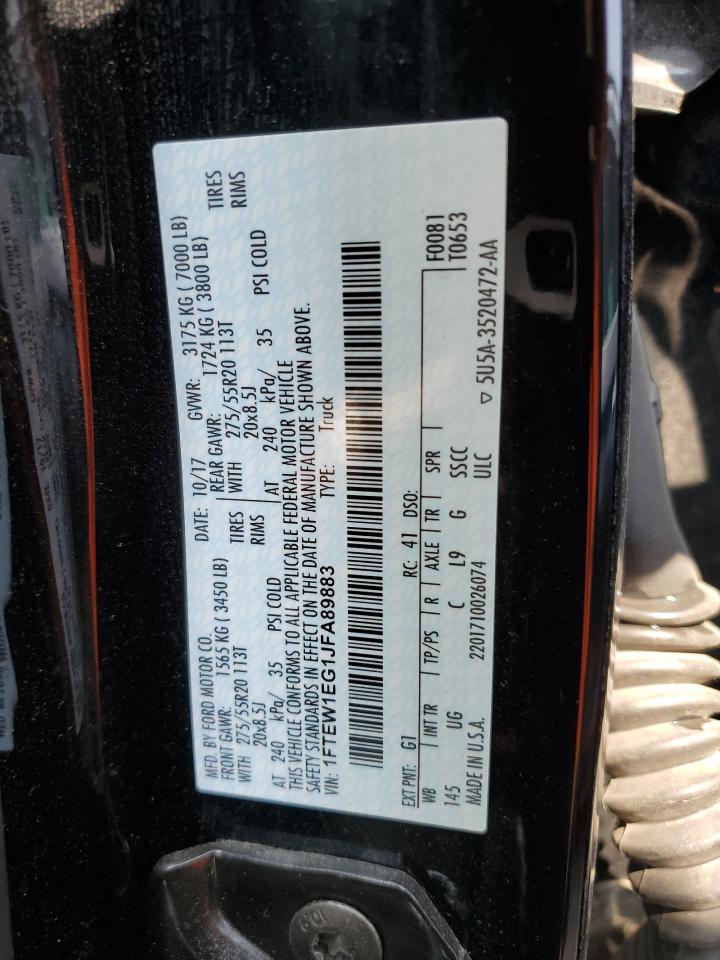 MFD. BY FORD MOTOR CO. DATE: 10/17 GVWR: 3175 KG ( 7000 LB)
FRONT GAWR: 1565 KG ( 3450 LB) REAR GAWR: 1724 KG ( 3800 LB)
WITH 275/55R20 113T TIRES WITH 275/55R20 113T TIRES
20x8.5J RIMS 20x8.5J RIMS
AT 240 kPa/ 35 PSI COLD AT 240 kPa/ 35 PSI COLD
THIS VEHICLE CONFORMS TO ALL APPLICABLE FEDERAL MOTOR VEHICLE
SAFETY STANDARDS IN EFFECT ON THE DATE OF MANUFACTURE SHOWN ABOVE.
VIN: 1FTEW1EG1JFA89883 TYPE: Truck
EXT PNT: G1 RC: 41 DSO: F0081
WB INT TR TP/PS R AXLE TR SPR T0653
145 UG C L9 G SSCC
MADE IN U.S.A. 2201710026074 ULC
▽ 5U5A-3520472-AA